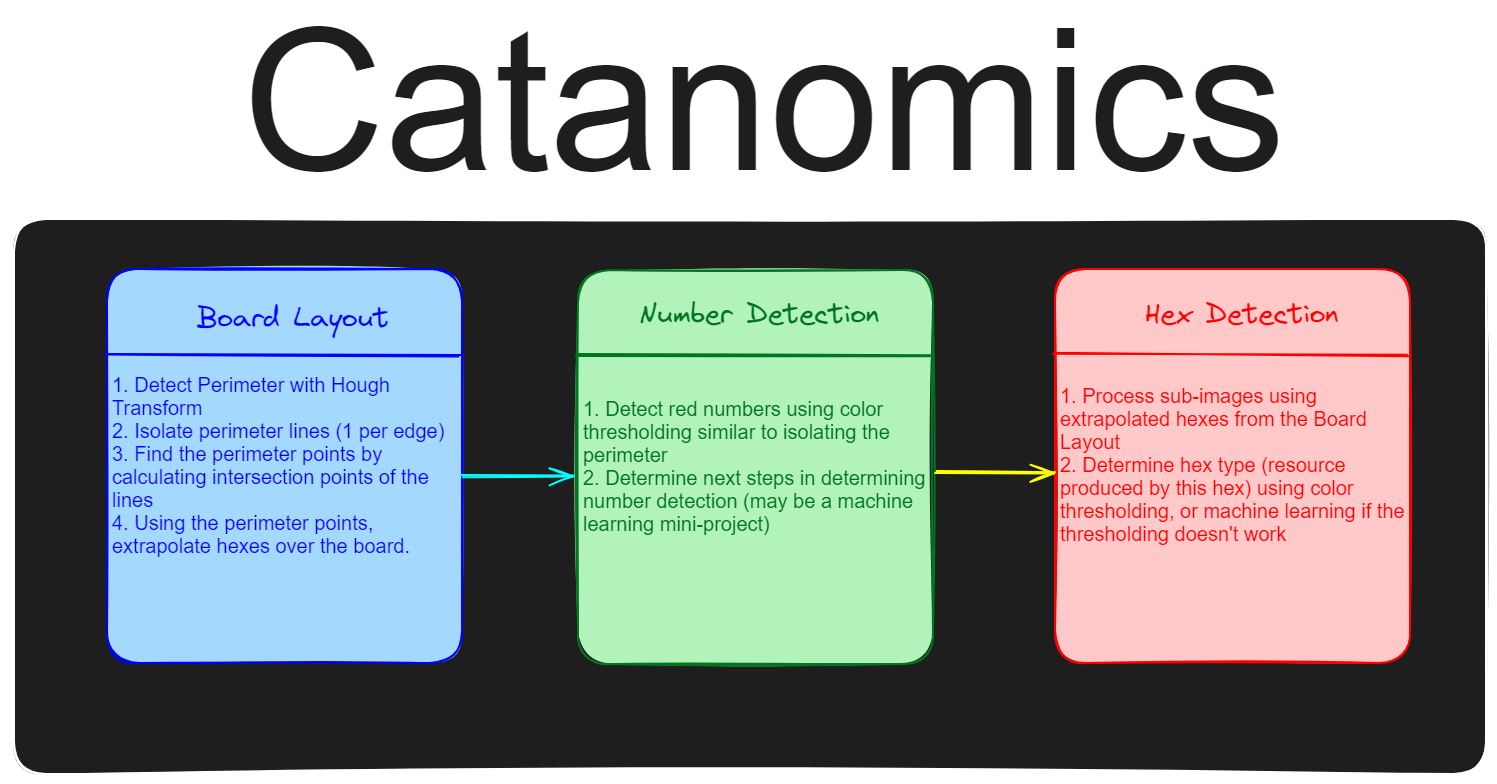 Catanomics
Board Layout
1. Detect Perimeter with Hough
Transform
2. Isolate perimeter lines (1 per edge)
3. Find the perimeter points by
calculating intersection points of the
lines
4. Using the perimeter points,
extrapolate hexes over the board.
Number Detection
1. Detect red numbers using color
thresholding similar to isolating the
perimeter
2. Determine next steps in determining
number detection (may be a machine
learning mini-project)
Hex Detection
1. Process sub-images using
extrapolated hexes from the Board
Layout
2. Determine hex type (resource
produced by this hex) using color
thresholding, or machine learning if the
thresholding doesn't work